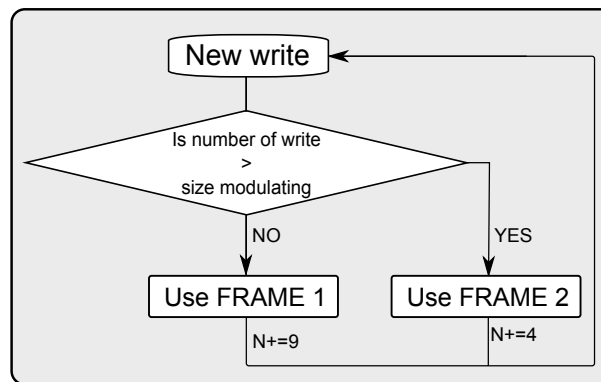 New write
Is number of write
>
size modulating
NO
YES
Use FRAME 1
Use FRAME 2
N+=9
N+=4